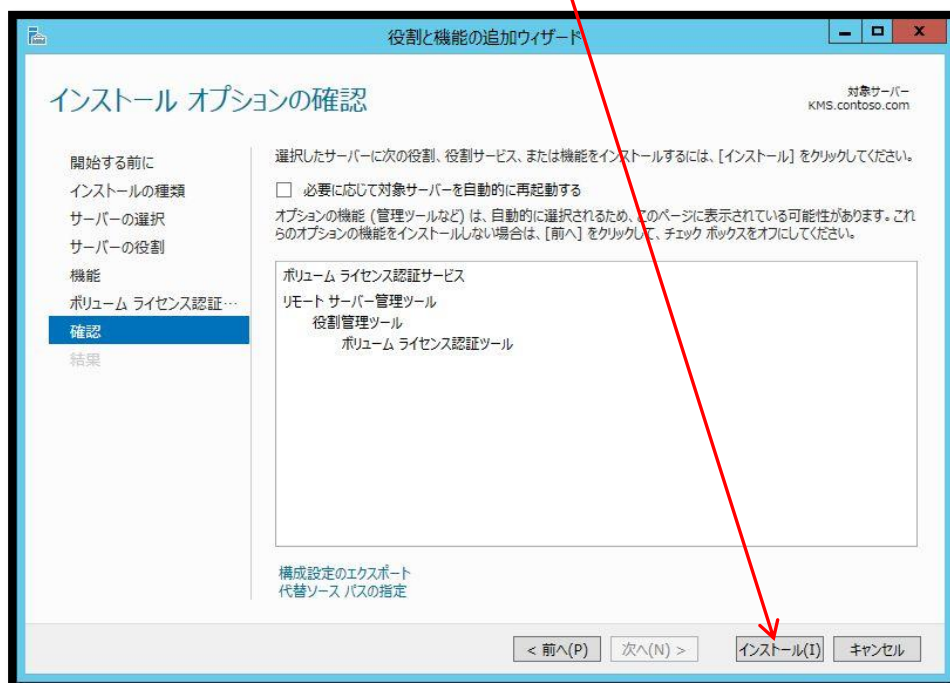 役割と機能の追加ウィザード
インストール オプションの確認
対象サーバー
KMS.contoso.com
開始する前に
インストールの種類
サーバーの選択
サーバーの役割
機能
ボリューム ライセンス認証…
確認
結果
選択したサーバーに次の役割、役割サービス、または機能をインストールするには、[インストール] をクリックしてください。
必要に応じて対象サーバーを自動的に再起動する
オプションの機能 (管理ツールなど) は、自動的に選択されるため、このページに表示されている可能性があります。これ
らのオプションの機能をインストールしない場合は、[前へ] をクリックして、チェック ボックスをオフにしてください。
ボリューム ライセンス認証サービス
リモート サーバー管理ツール
役割管理ツール
ボリューム ライセンス認証ツール
構成設定のエクスポート
代替ソース パスの指定
< 前へ(P)
次へ(N) >
インストール(I)
キャンセル